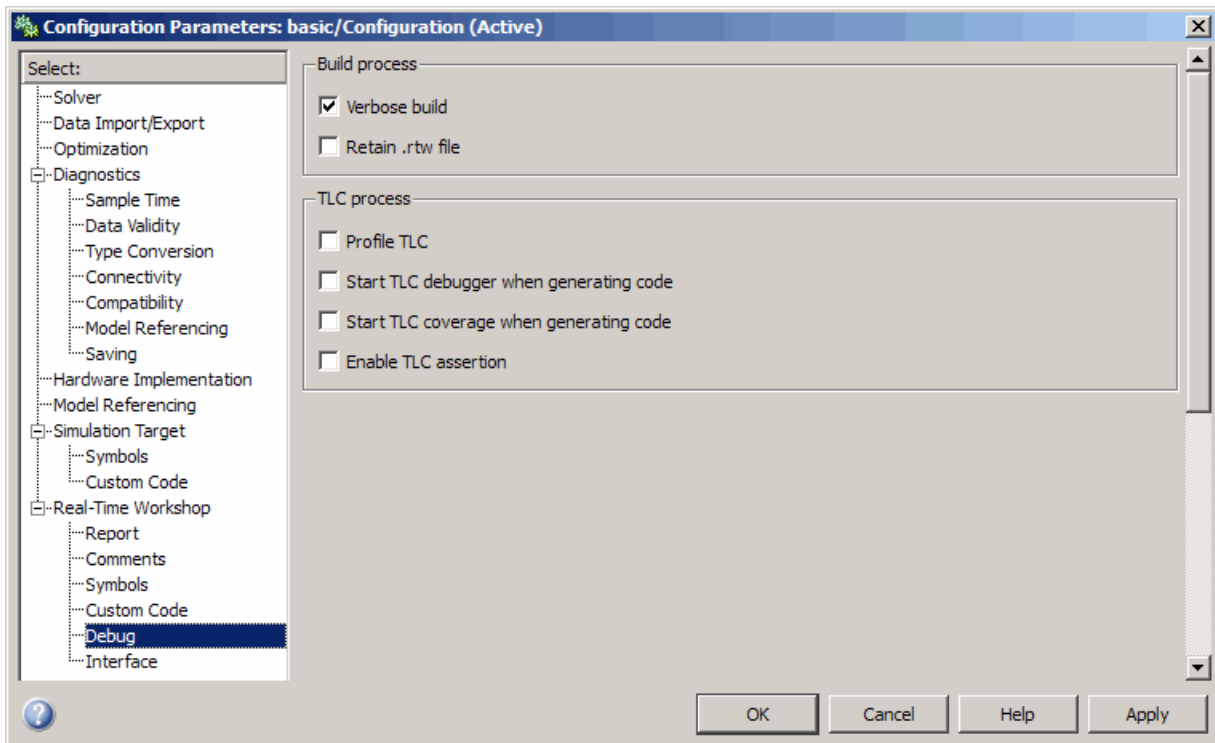 Configuration Parameters: basic/Configuration (Active)
Select:
Solver
Data Import/Export
Optimization
Diagnostics
Sample Time
Data Validity
Type Conversion
Connectivity
Compatibility
Model Referencing
Saving
Hardware Implementation
Model Referencing
Simulation Target
Symbols
Custom Code
Real-Time Workshop
Report
Comments
Symbols
Custom Code
Debug
Interface
Build process
Verbose build
Retain .rtw file
TLC process
Profile TLC
Start TLC debugger when generating code
Start TLC coverage when generating code
Enable TLC assertion
OK
Cancel
Help
Apply